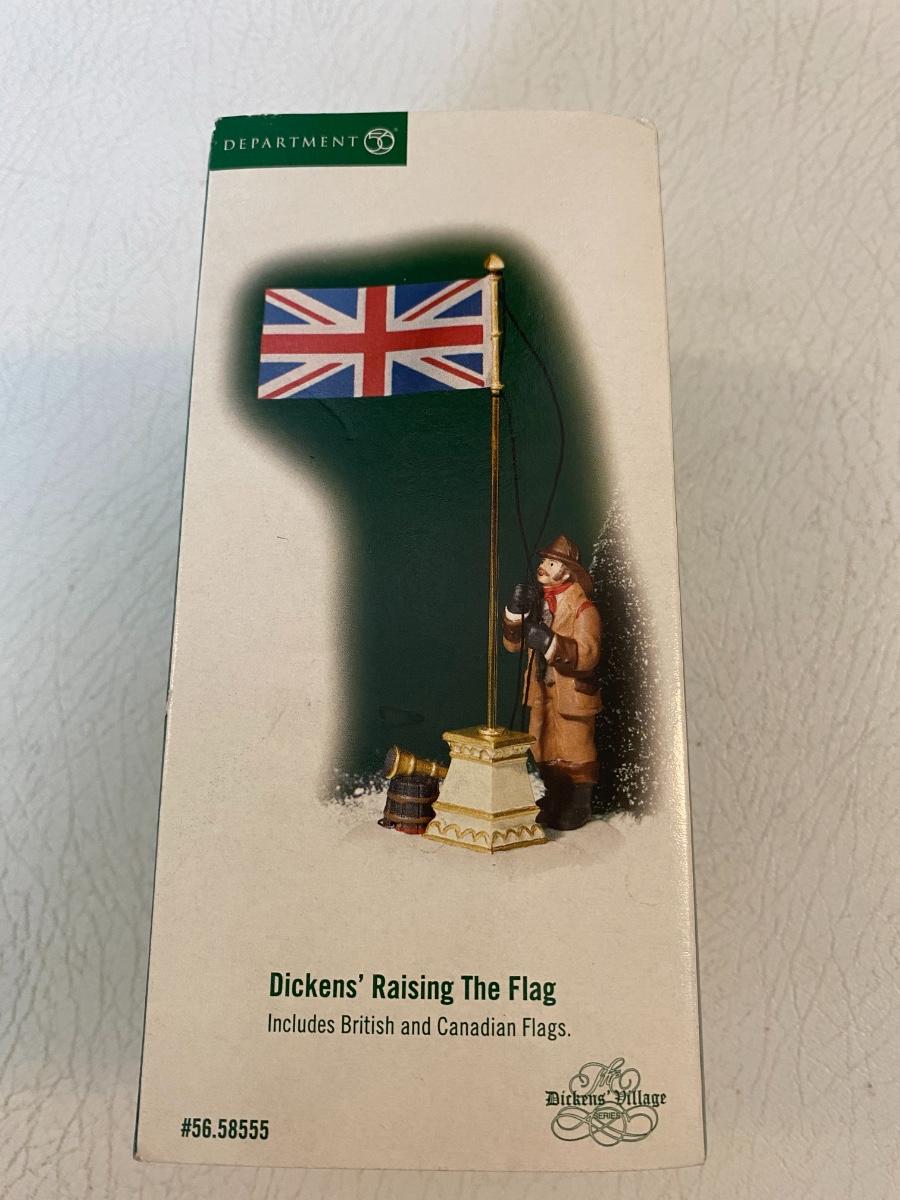 DEPARTMENT 56
Dickens' Raising The Flag
Includes British and Canadian Flags.
The
Dickens' Village
SERIES
#56.58555